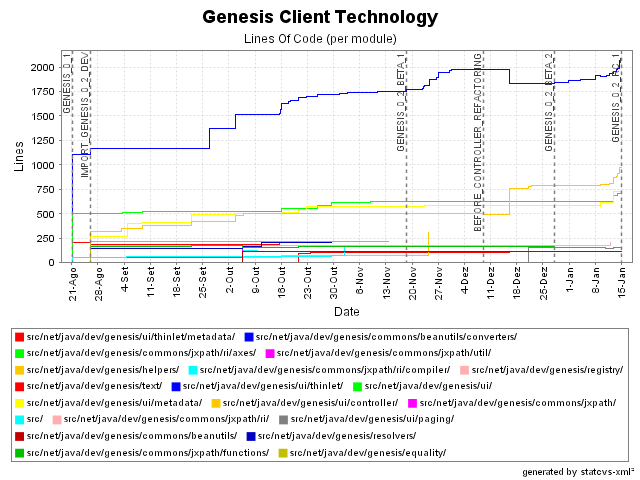 Genesis Client Technology
Lines Of Code (per module)
Lines
2000
1750
1500
1250
1000
750
500
250
0
GENESIS_0_1
IMPORT_GENESIS_0_2_DEV
GENESIS_0_2_BETA_1
BEFORE_CONTROLLER_REFACTORING
GENESIS_0_2_BETA_2
GENESIS_0_2_RC_1
21-Ago 28-Ago 4-Set 11-Set 18-Set 25-Set 2-Out 9-Out 16-Out 23-Out 30-Out 6-Nov 13-Nov 20-Nov 27-Nov 4-Dez 11-Dez 18-Dez 25-Dez 1-Jan 8-Jan 15-Jan
Date
src/net/java/dev/genesis/ui/thinlet/metadata/ src/net/java/dev/genesis/commons/beanutils/converters/
src/net/java/dev/genesis/commons/jxpath/ri/axes/ src/net/java/dev/genesis/commons/jxpath/util/
src/net/java/dev/genesis/helpers/ src/net/java/dev/genesis/commons/jxpath/ri/compiler/ src/net/java/dev/genesis/registry/
src/net/java/dev/genesis/text/ src/net/java/dev/genesis/ui/thinlet/ src/net/java/dev/genesis/ui/
src/net/java/dev/genesis/ui/metadata/ src/net/java/dev/genesis/ui/controller/ src/net/java/dev/genesis/commons/jxpath/
src/ src/net/java/dev/genesis/commons/jxpath/ri/ src/net/java/dev/genesis/ui/paging/
src/net/java/dev/genesis/commons/beanutils/ src/net/java/dev/genesis/resolvers/
src/net/java/dev/genesis/commons/jxpath/functions/ src/net/java/dev/genesis/equality/
generated by statcvs-xml²